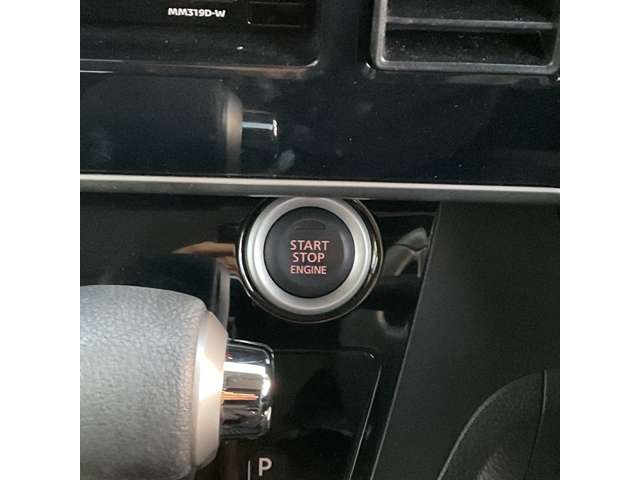 MM319D-W
START
STOP
ENGINE
P